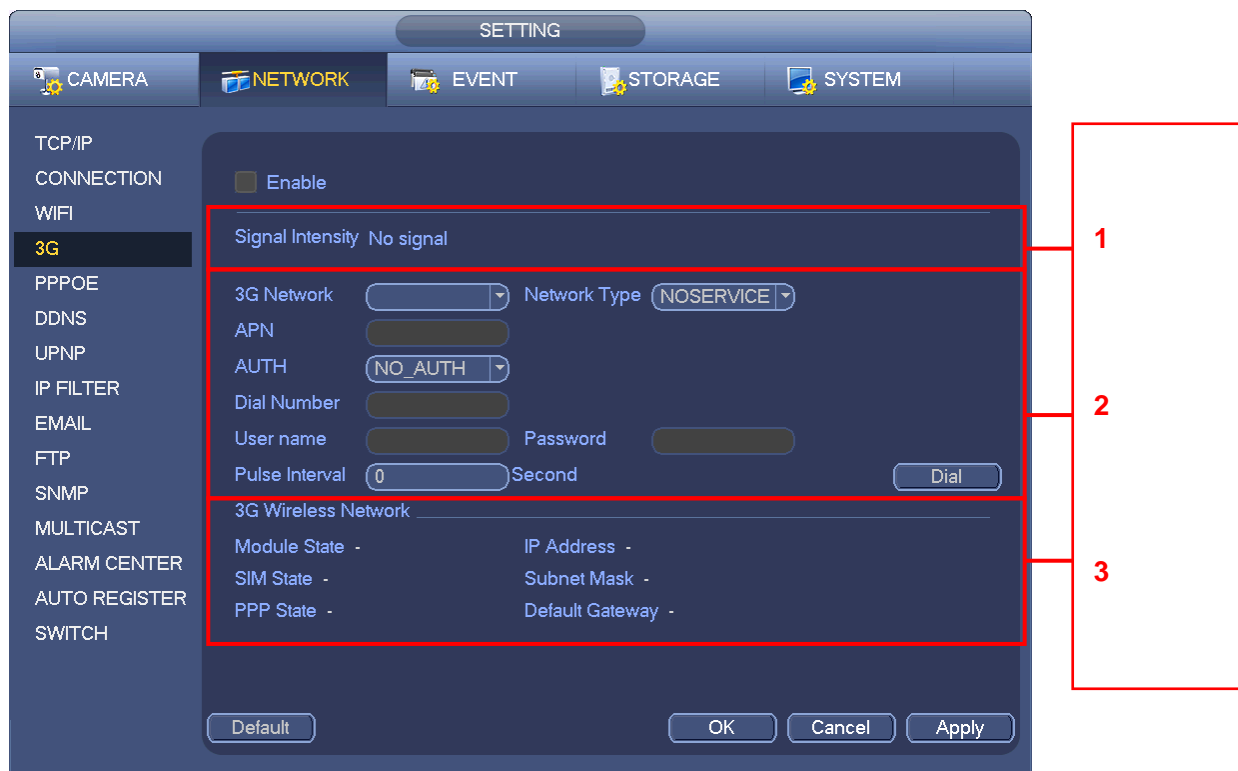 SETTING
CAMERA NETWORK EVENT STORAGE SYSTEM
TCP/IP
CONNECTION
WIFI
3G
PPPOE
DDNS
UPNP
IP FILTER
EMAIL
FTP
SNMP
MULTICAST
ALARM CENTER
AUTO REGISTER
SWITCH
Enable
Signal Intensity No signal
3G Network Network Type NOSERVICE
APN
AUTH NO_AUTH
Dial Number
User name Password
Pulse Interval 0 Second Dial
3G Wireless Network
Module State - IP Address -
SIM State - Subnet Mask -
PPP State - Default Gateway -
Default OK Cancel Apply
1
2
3